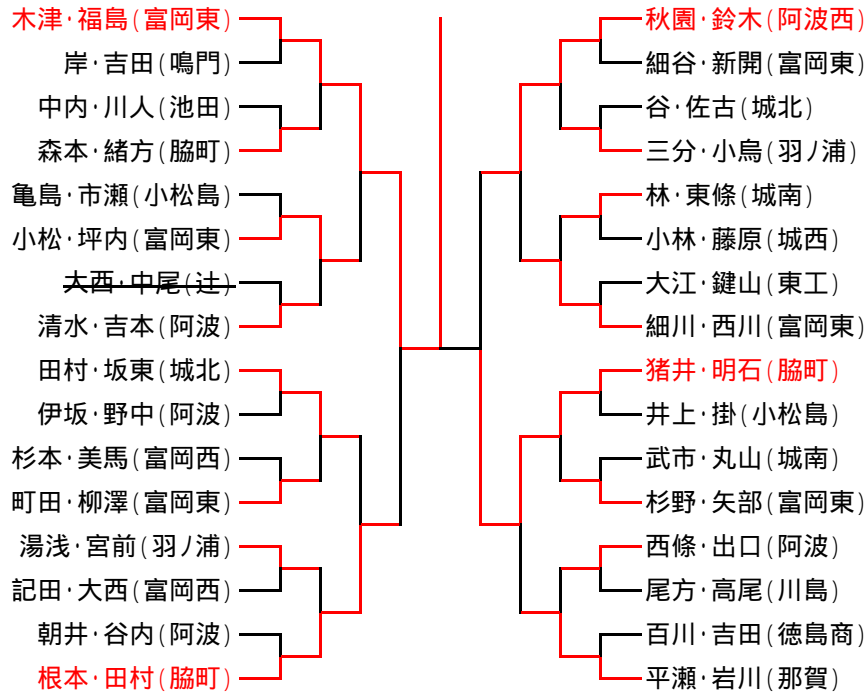 木津・福島(富岡東)
岸・吉田(鳴門)
中内・川人(池田)
森本・緒方(脇町)
亀島・市瀬(小松島)
小松・坪内(富岡東)
大西・中尾(辻)
清水・吉本(阿波)
田村・坂東(城北)
伊坂・野中(阿波)
杉本・美馬(富岡西)
町田・柳澤(富岡東)
湯浅・宮前(羽ノ浦)
記田・大西(富岡西)
朝井・谷内(阿波)
根本・田村(脇町)
秋園・鈴木(阿波西)
細谷・新開(富岡東)
谷・佐古(城北)
三分・小鳥(羽ノ浦)
林・東條(城南)
小林・藤原(城西)
大江・鍵山(東工)
細川・西川(富岡東)
猪井・明石(脇町)
井上・掛(小松島)
武市・丸山(城南)
杉野・矢部(富岡東)
西條・出口(阿波)
尾方・高尾(川島)
百川・吉田(徳島商)
平瀬・岩川(那賀)